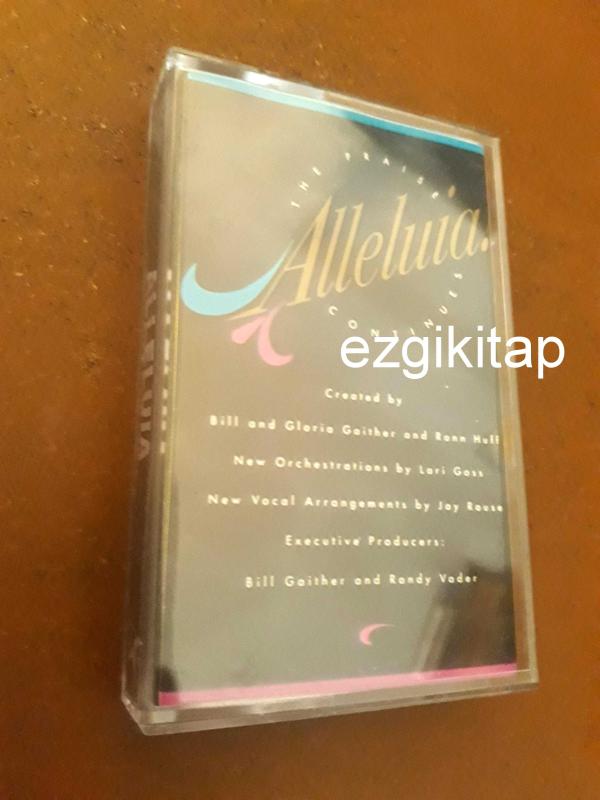 THE PRAISE
Alleluia.
CONTINUES
ezgikitap
Created by
Bill and Gloria Gaither and Ronn Huff
New Orchestrations by Lari Goss
New Vocal Arrangements by Jay Rouse
Executive Producers:
Bill Gaither and Randy Vader
ALLELUIA